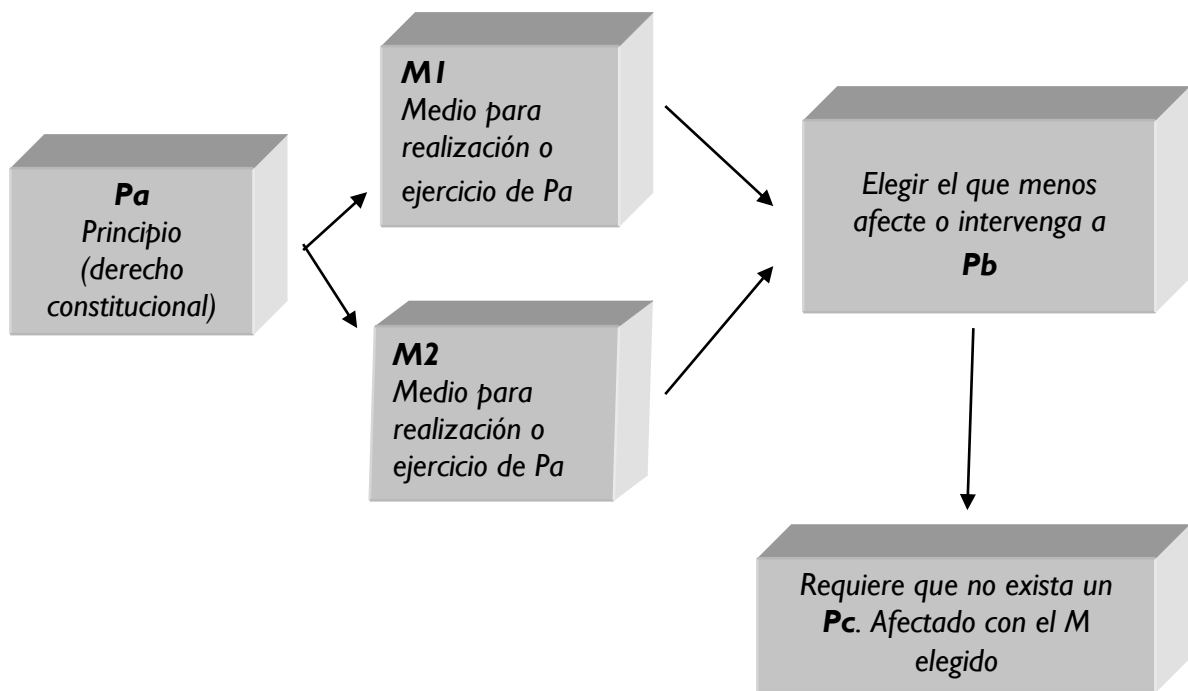 Pa
Principio
(derecho
constitucional)
M1
Medio para
realización o
ejercicio de Pa
M2
Medio para
realización o
ejercicio de Pa
Elegir el que menos
afecte o intervenga a
Pb
Requiere que no exista un
Pc. Afectado con el M
elegido